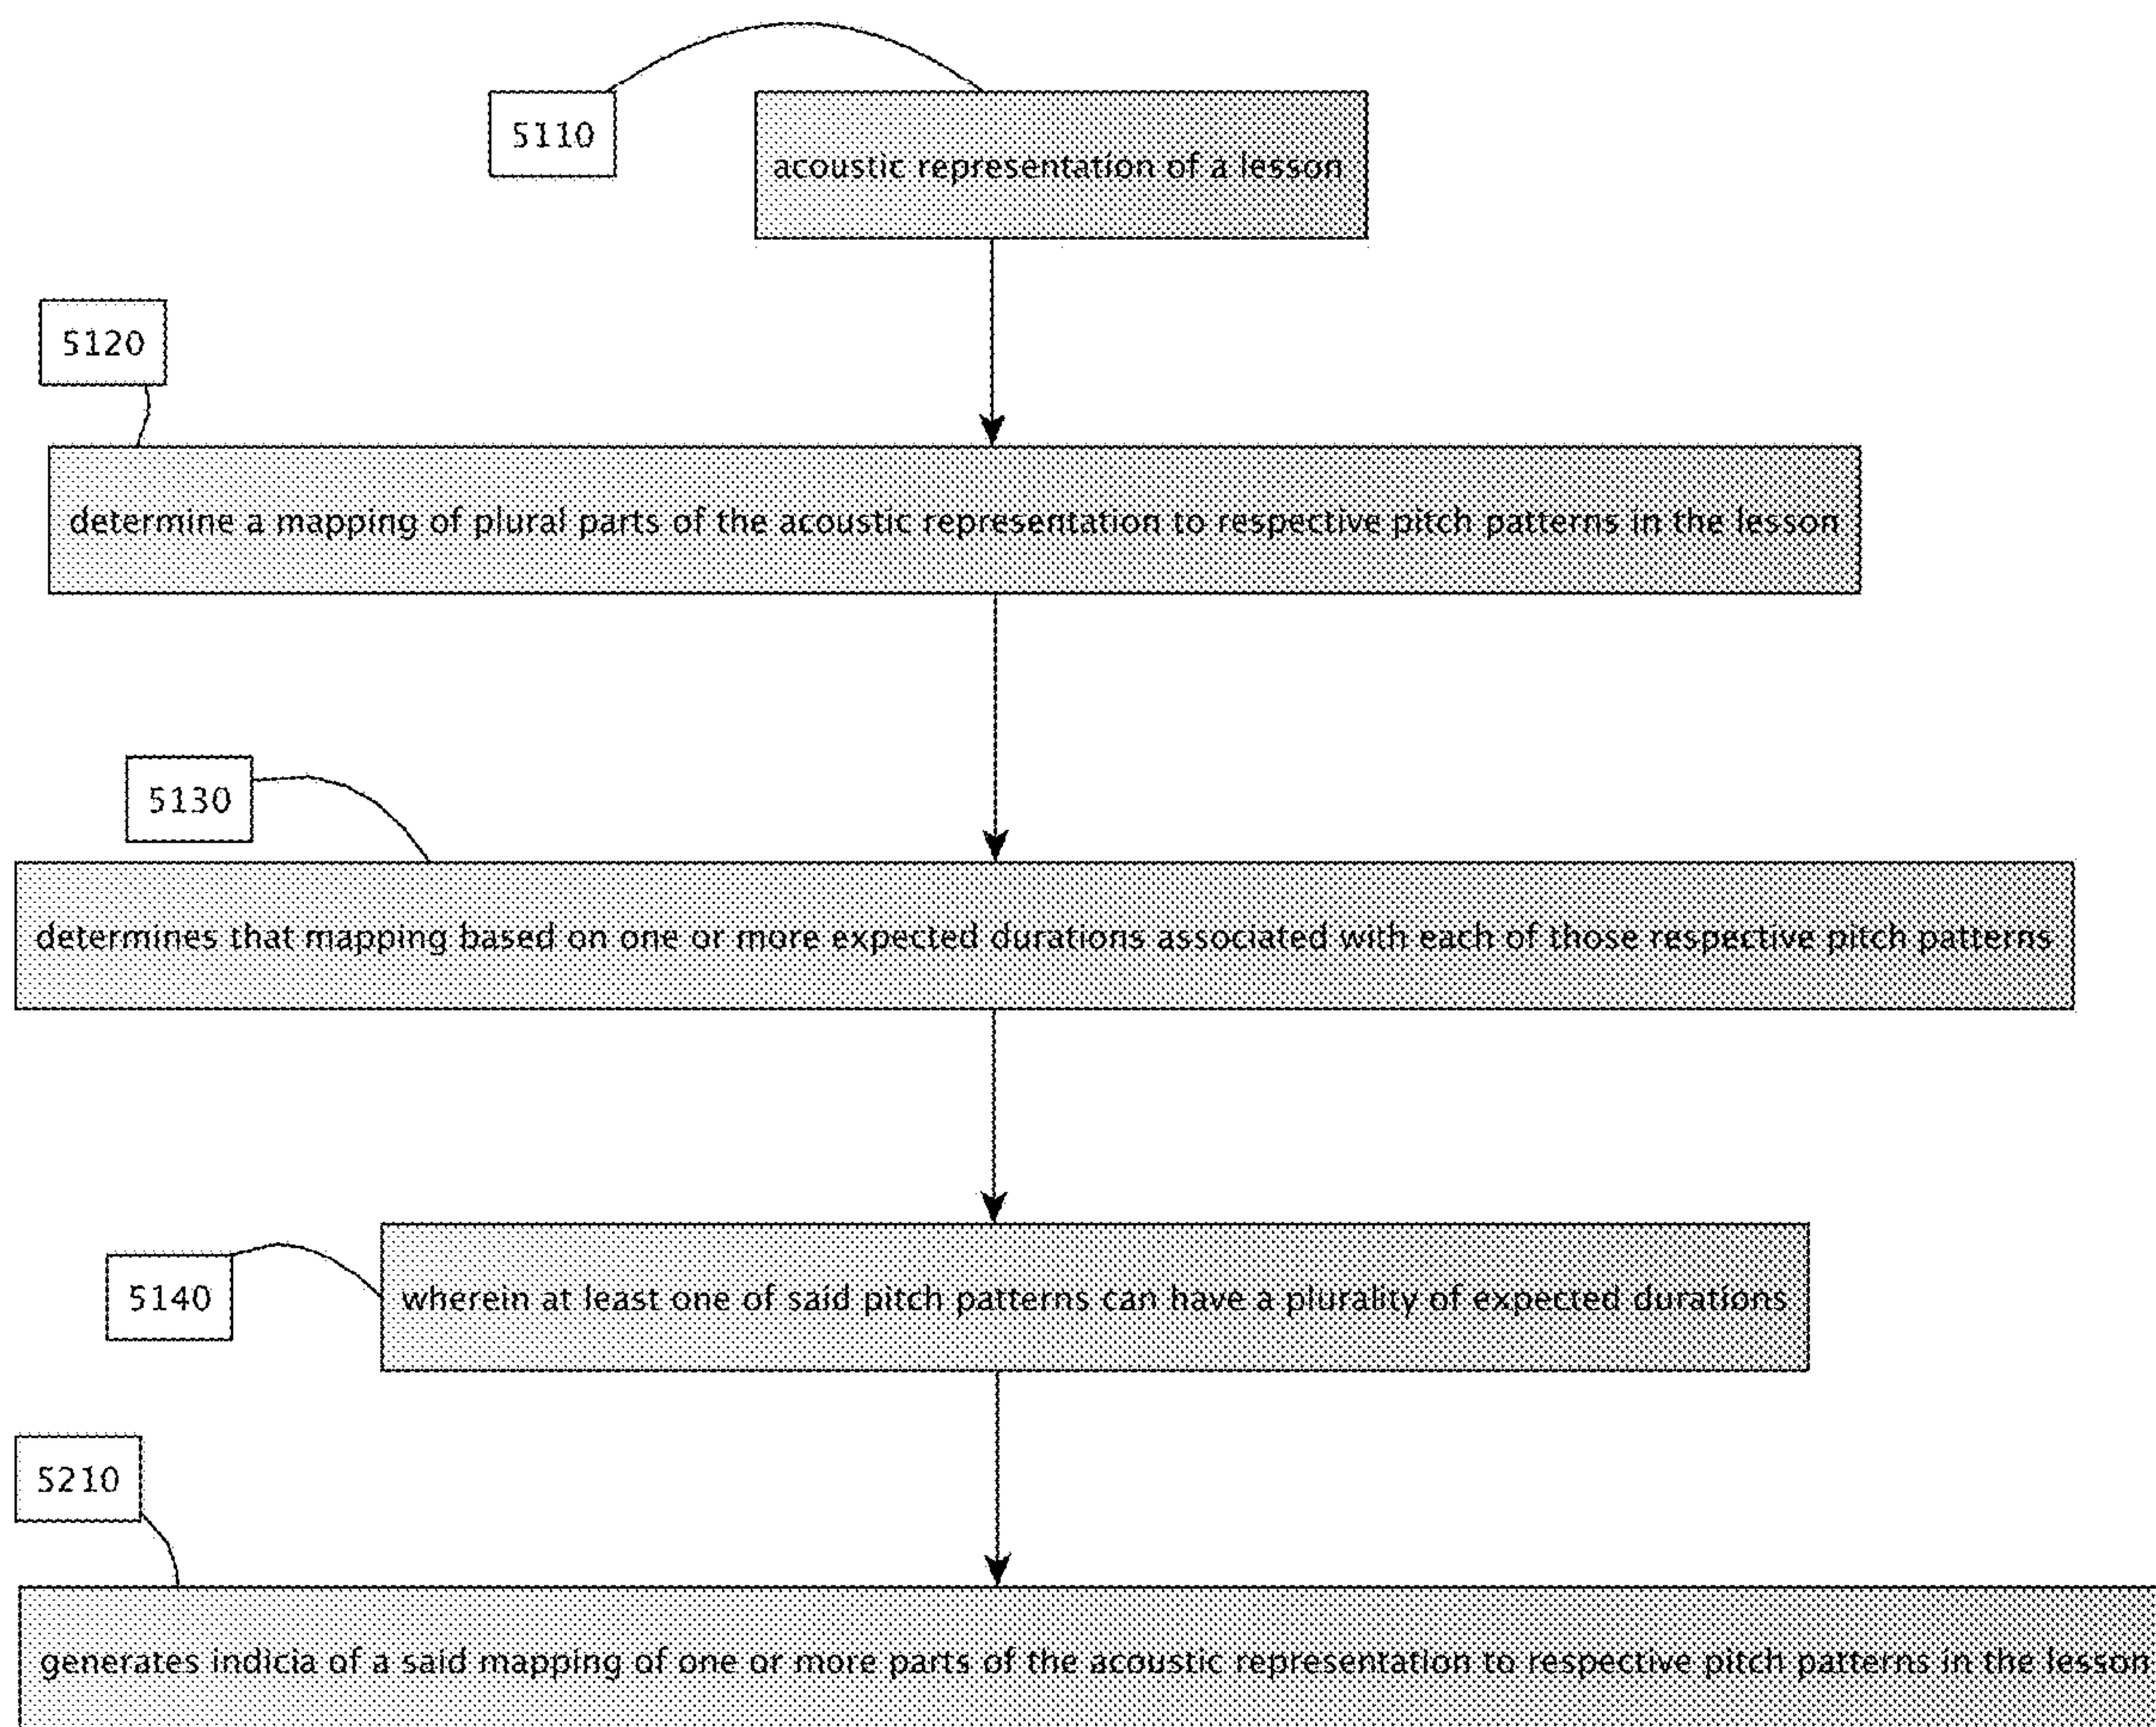 5110
acoustic representation of a lesson
5120
determine a mapping of plural parts of the acoustic representation to respective pitch patterns in the lesson
5130
determines that mapping based on one or more expected durations associated with each of those respective pitch patterns
5140
wherein at least one of said pitch patterns can have a plurality of expected durations
5210
generates indicia of a said mapping of one or more parts of the acoustic representation to respective pitch patterns in the lesson